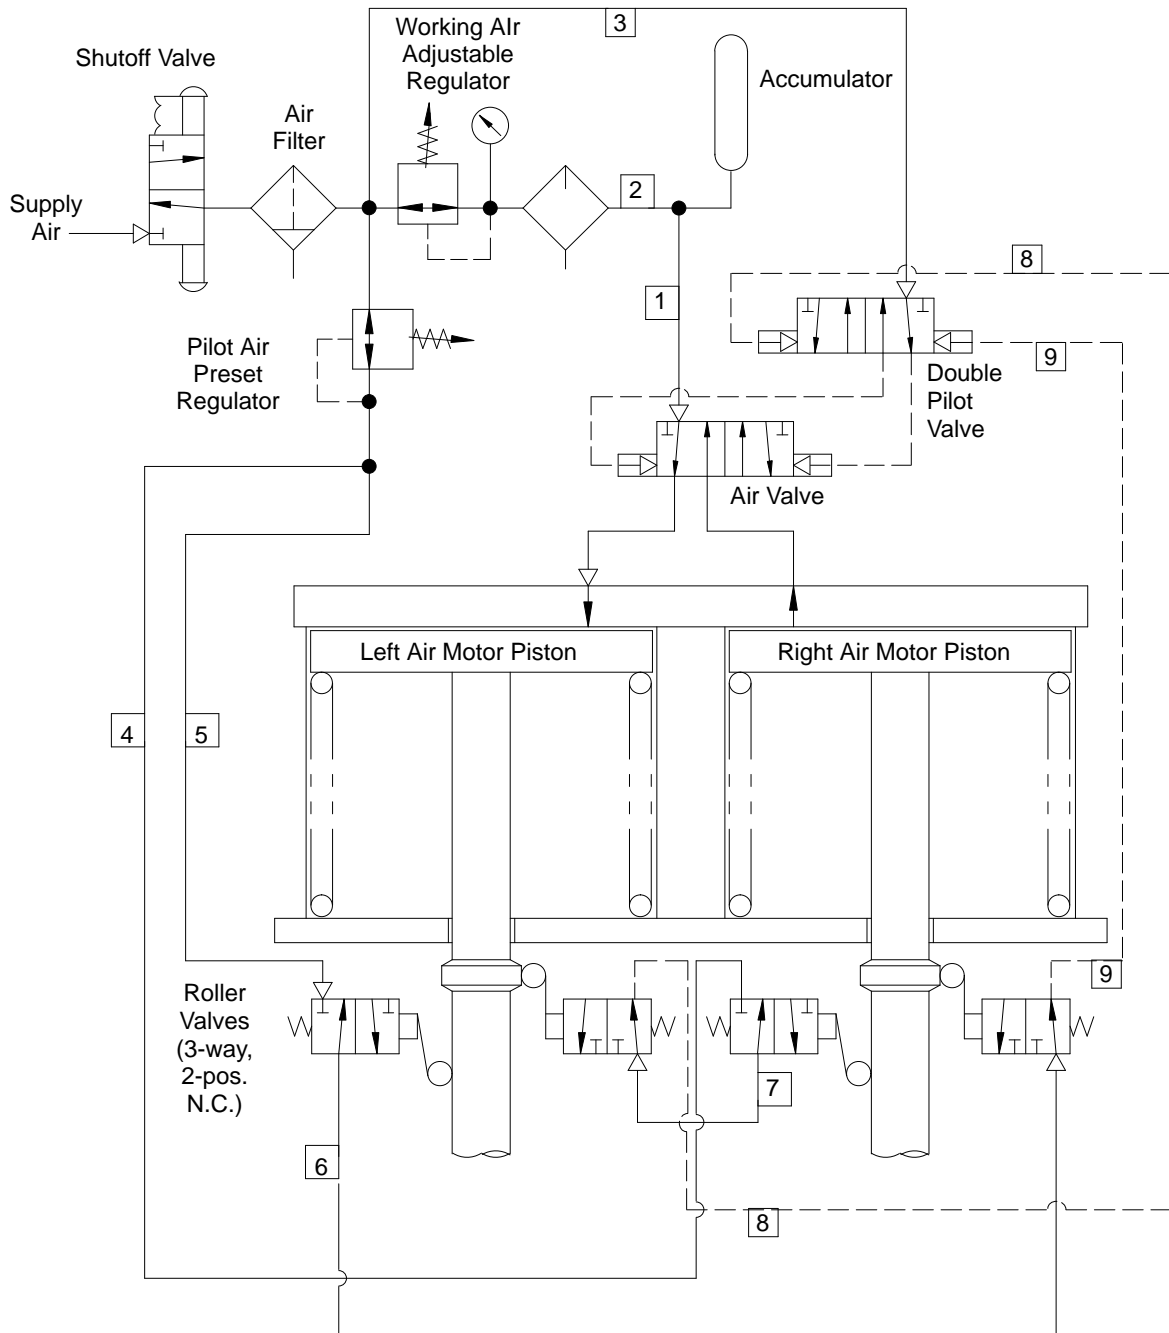 3
Working AIr
Adjustable
Regulator
Shutoff Valve
Accumulator
Air
Filter
2
Supply
Air
8
1
Pilot Air
Preset
Regulator
9
Double
Pilot
Valve
Air Valve
Left Air Motor Piston
Right Air Motor Piston
4
5
9
Roller
Valves
(3-way,
2-pos.
N.C.)
7
6
8